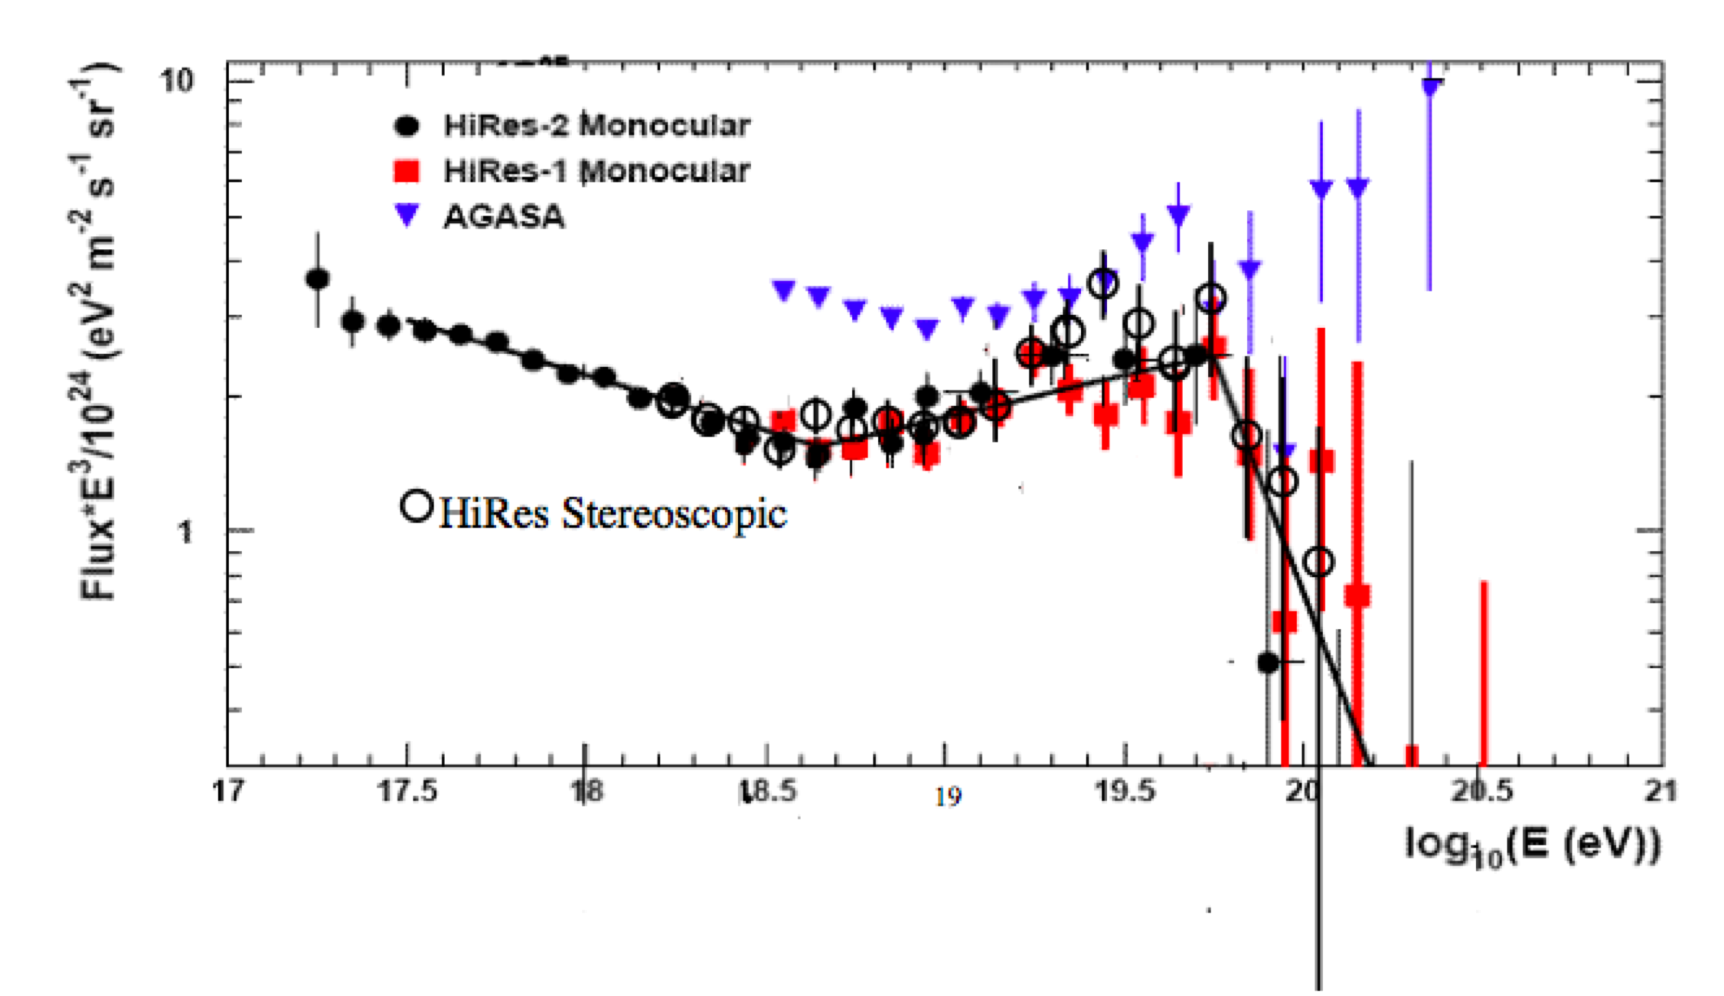 10
HiRes-2 Monocular
HiRes-1 Monocular
AGASA
HiRes Stereoscopic
1
Flux*E³/10²⁴ (eV² m⁻² s⁻¹ sr⁻¹)
17 17.5 18 18.5 19 19.5 20 20.5 21
log₁₀(E (eV))